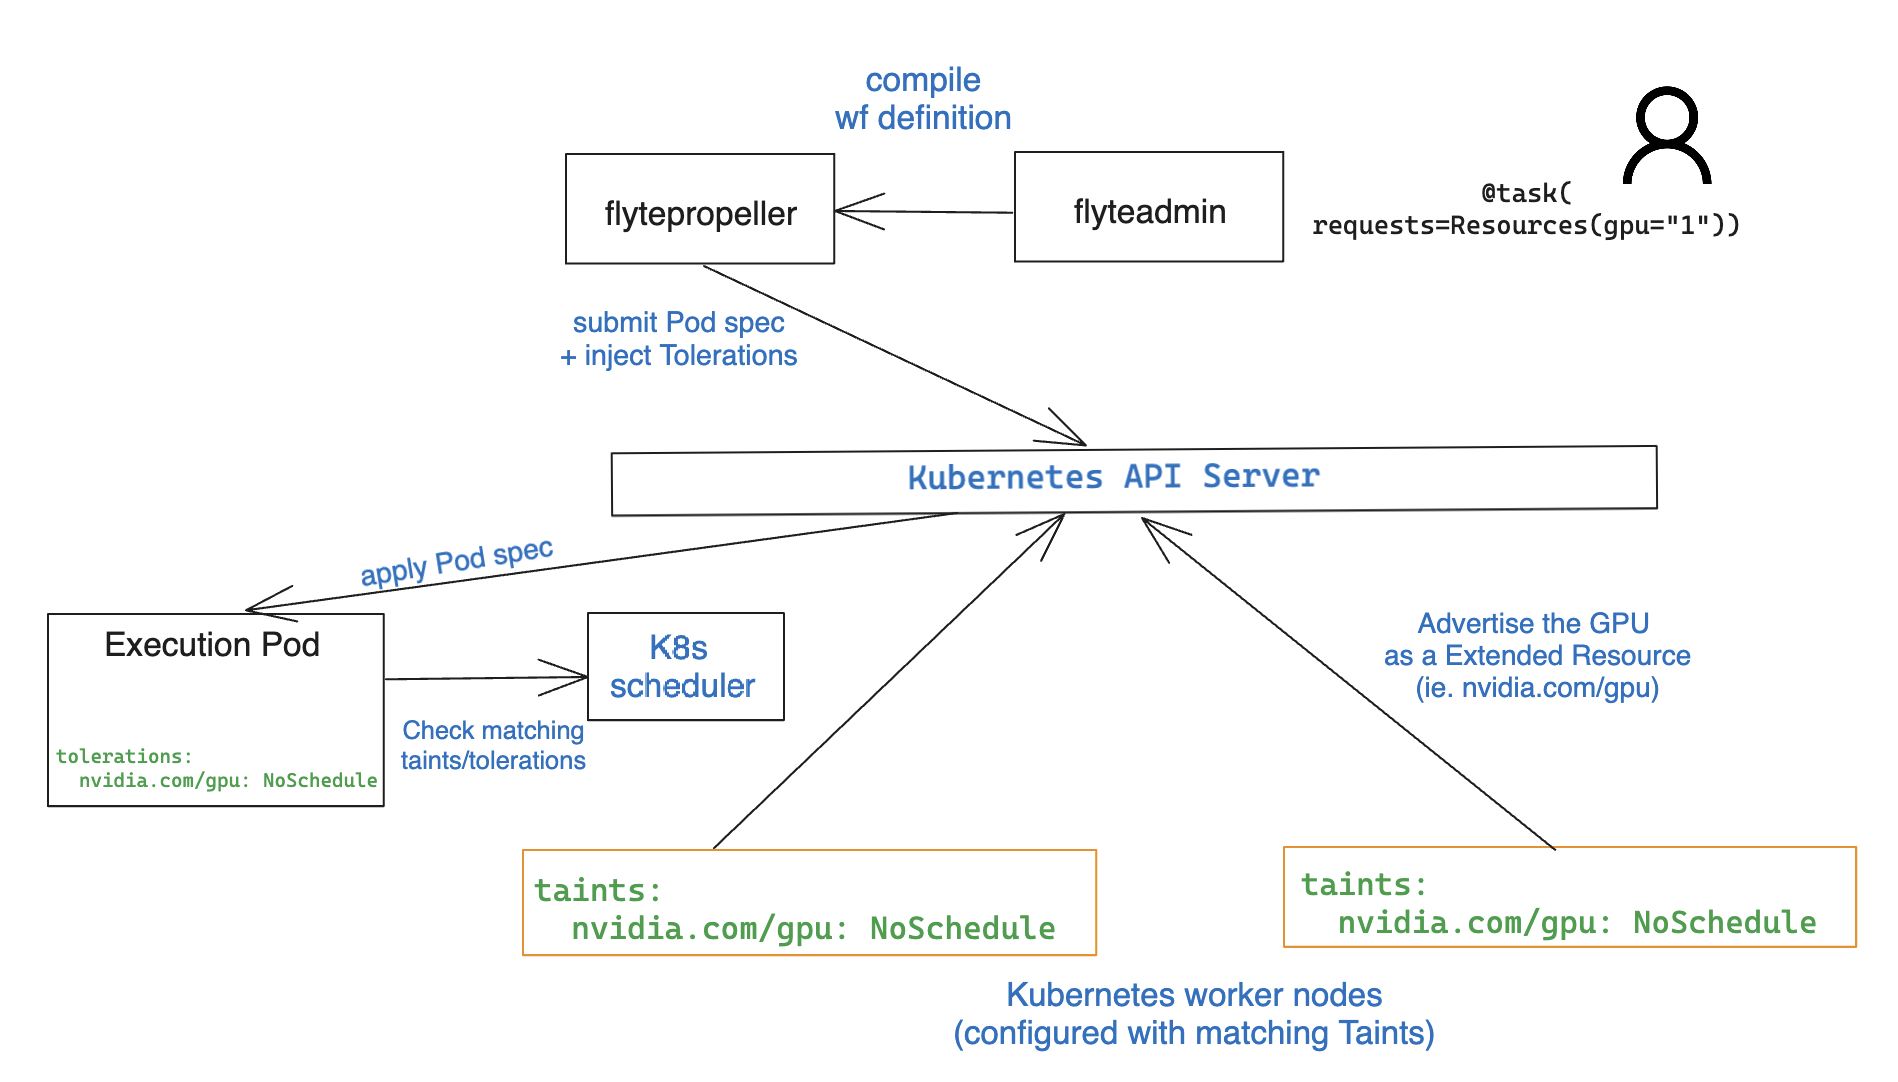 compile
wf definition
flytepropeller
flyteadmin
@task(
requests=Resources(gpu="1"))
submit Pod spec
+ inject Tolerations
Kubernetes API Server
apply Pod spec
Execution Pod
tolerations:
nvidia.com/gpu: NoSchedule
K8s
scheduler
Check matching
taints/tolerations
Advertise the GPU
as a Extended Resource
(ie. nvidia.com/gpu)
taints:
nvidia.com/gpu: NoSchedule
taints:
nvidia.com/gpu: NoSchedule
Kubernetes worker nodes
(configured with matching Taints)